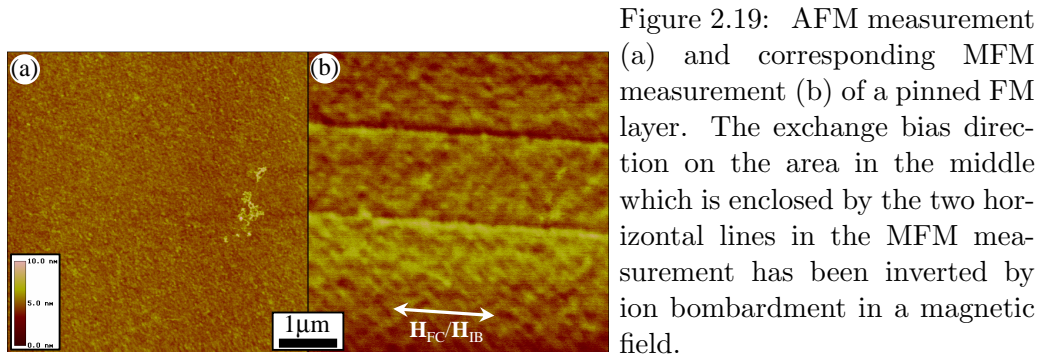 (a)
(b)
10.0 nm
5.0 nm
0.0 nm
1μm
H_FC/H_IB
Figure 2.19: AFM measurement
(a) and corresponding MFM
measurement (b) of a pinned FM
layer. The exchange bias direc-
tion on the area in the middle
which is enclosed by the two hor-
izontal lines in the MFM mea-
surement has been inverted by
ion bombardment in a magnetic
field.